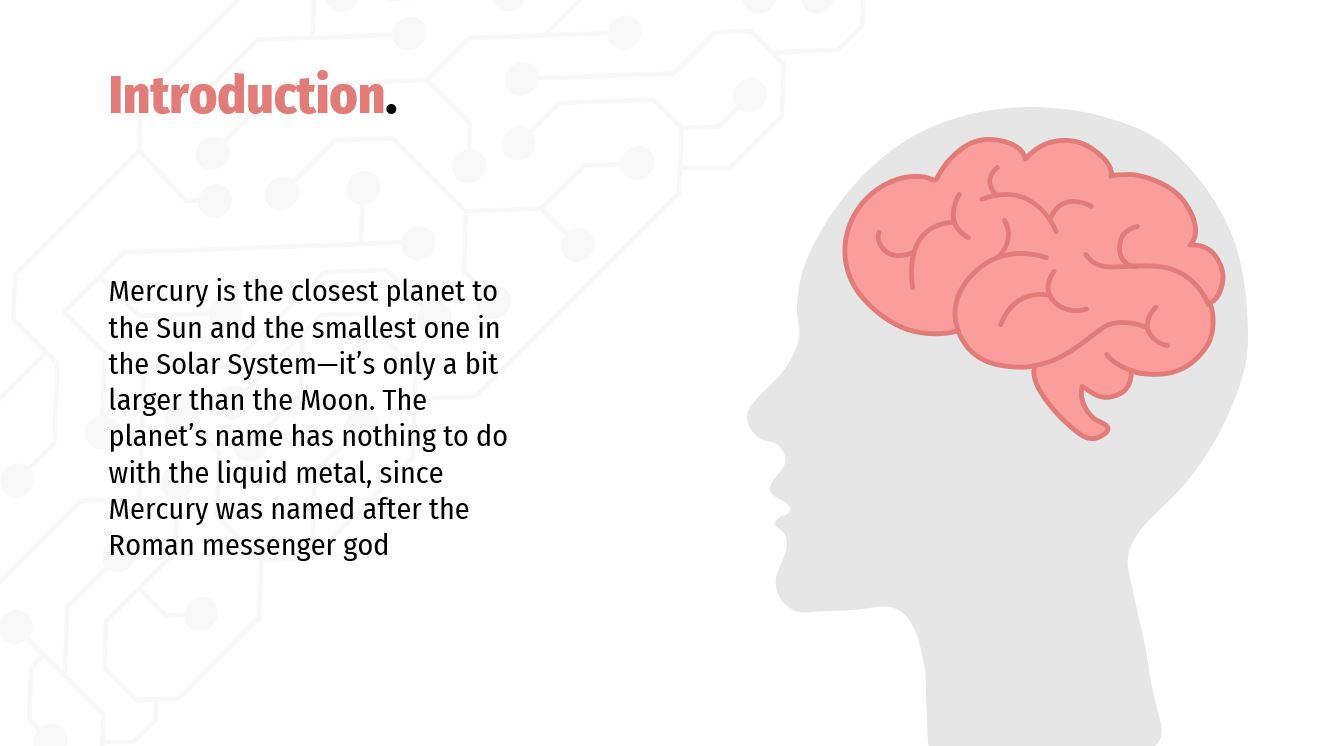 Introduction.
Mercury is the closest planet to
the Sun and the smallest one in
the Solar System—it’s only a bit
larger than the Moon. The
planet’s name has nothing to do
with the liquid metal, since
Mercury was named after the
Roman messenger god